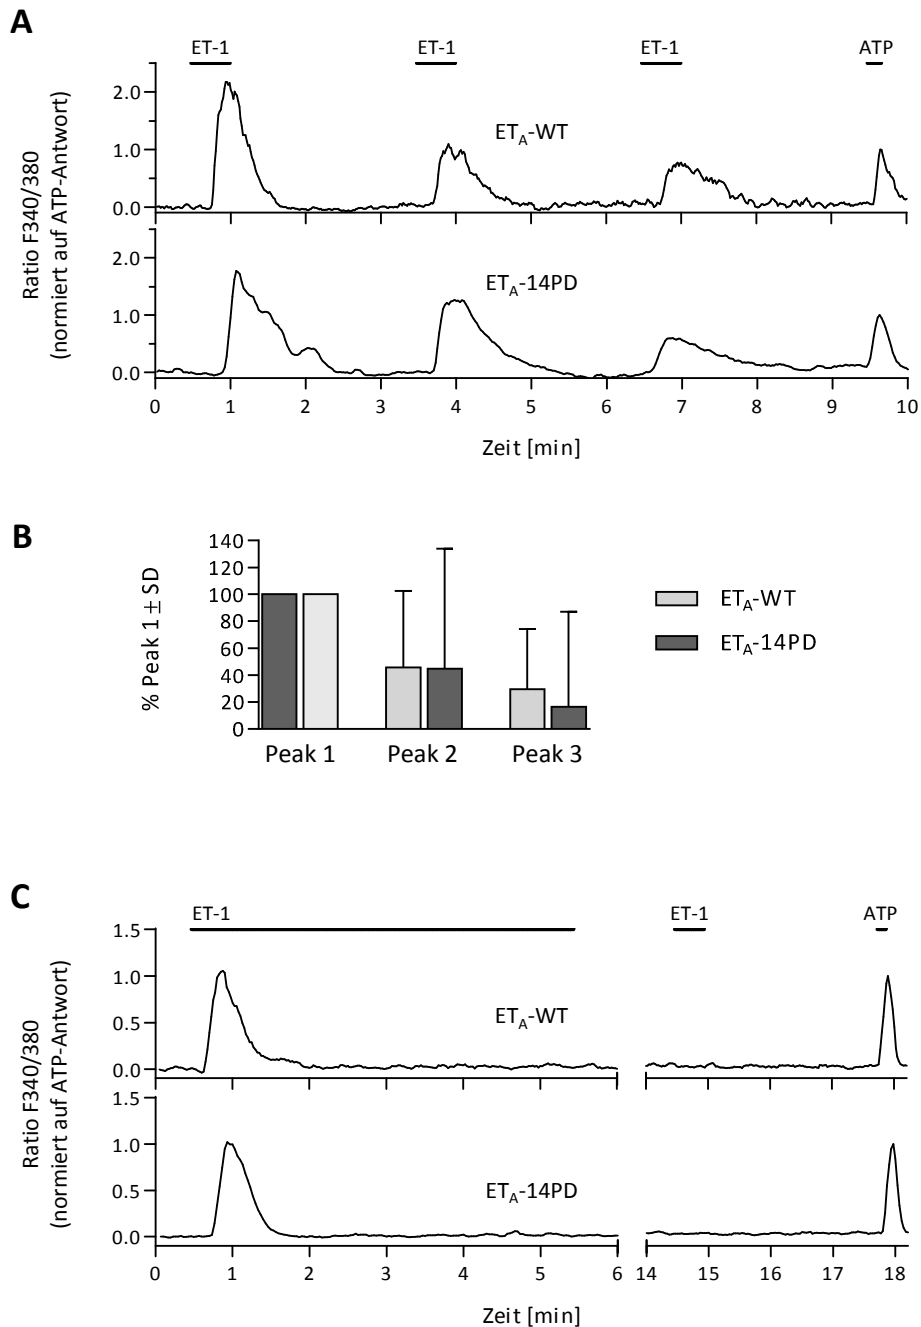 A
ET-1 ET-1 ET-1 ATP
Ratio F340/380
(normiert auf ATP-Antwort)
2.0
1.0
0.0
ETA-WT
2.0
1.0
0.0
ETA-14PD
0 1 2 3 4 5 6 7 8 9 10
Zeit [min]
B
% Peak 1 ± SD
140
120
100
80
60
40
20
0
Peak 1 Peak 2 Peak 3
ETA-WT
ETA-14PD
C
ET-1 ET-1 ATP
Ratio F340/380
(normiert auf ATP-Antwort)
1.5
1.0
0.5
0.0
ETA-WT
1.5
1.0
0.5
0.0
ETA-14PD
0 1 2 3 4 5 6 14 15 16 17 18
Zeit [min]